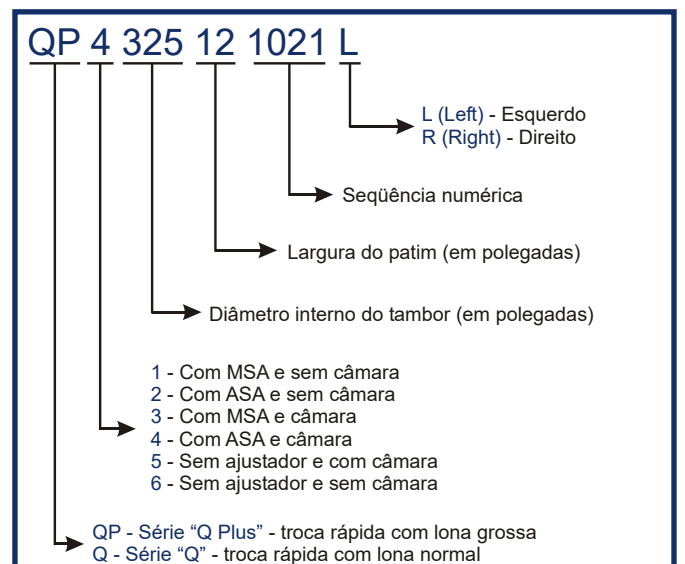 QP 4 325 12 1021 L
L (Left) - Esquerdo
R (Right) - Direito
Seqüência numérica
Largura do patim (em polegadas)
Diâmetro interno do tambor (em polegadas)
1 - Com MSA e sem câmara
2 - Com ASA e sem câmara
3 - Com MSA e câmara
4 - Com ASA e câmara
5 - Sem ajustador e com câmara
6 - Sem ajustador e sem câmara
QP - Série “Q Plus” - troca rápida com lona grossa
Q - Série “Q” - troca rápida com lona normal